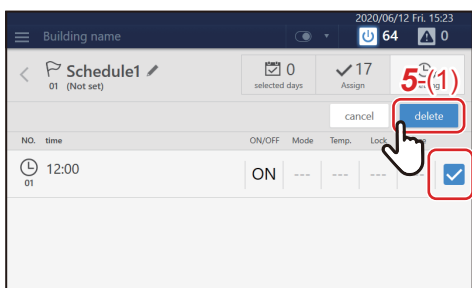 2020/06/12 Fri. 15:23
Building name
64
0
Schedule1
01 (Not set)
0
selected days
17
Assign
5-(1)
cancel
delete
NO. time ON/OFF Mode Temp. Lock
12:00
01
ON --- --- --- ---